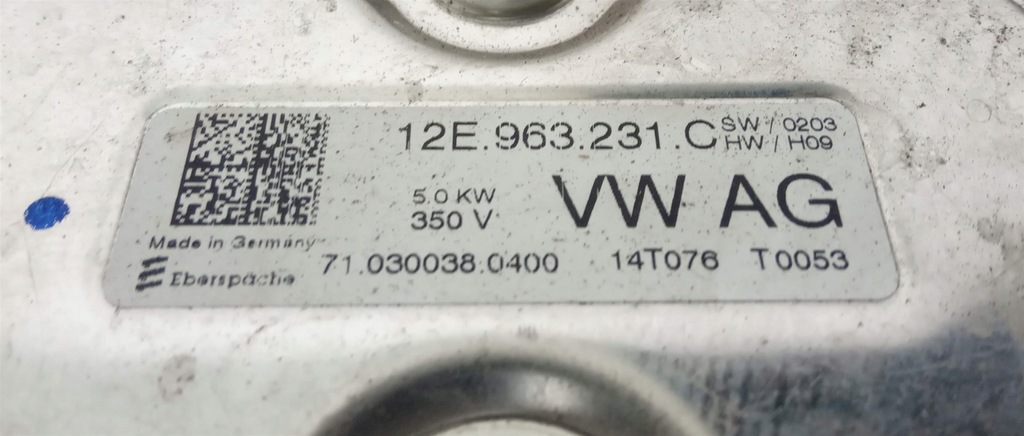 12E.963.231.C SW / 0203
HW / H09
5.0 KW
350 V
VW AG
Made in Germany
Eberspäche
71.030038.0400 14T076 T0053